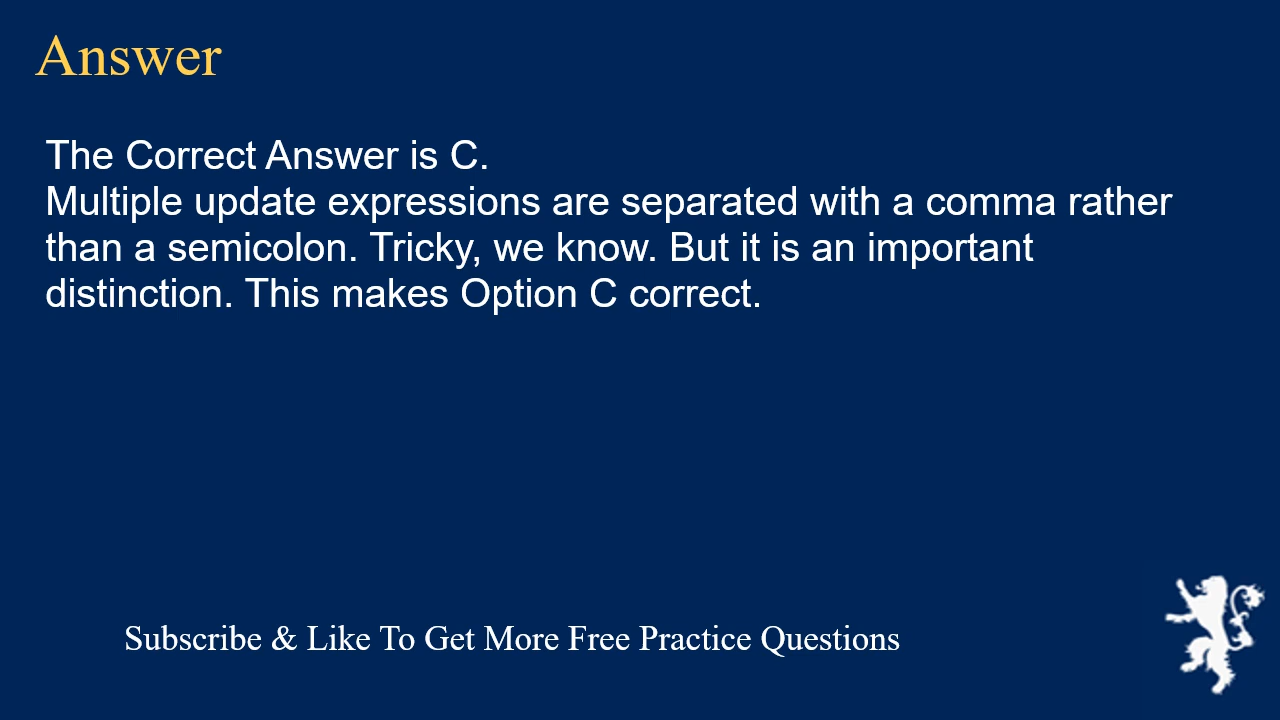 Answer
The Correct Answer is C.
Multiple update expressions are separated with a comma rather
than a semicolon. Tricky, we know. But it is an important
distinction. This makes Option C correct.
Subscribe & Like To Get More Free Practice Questions